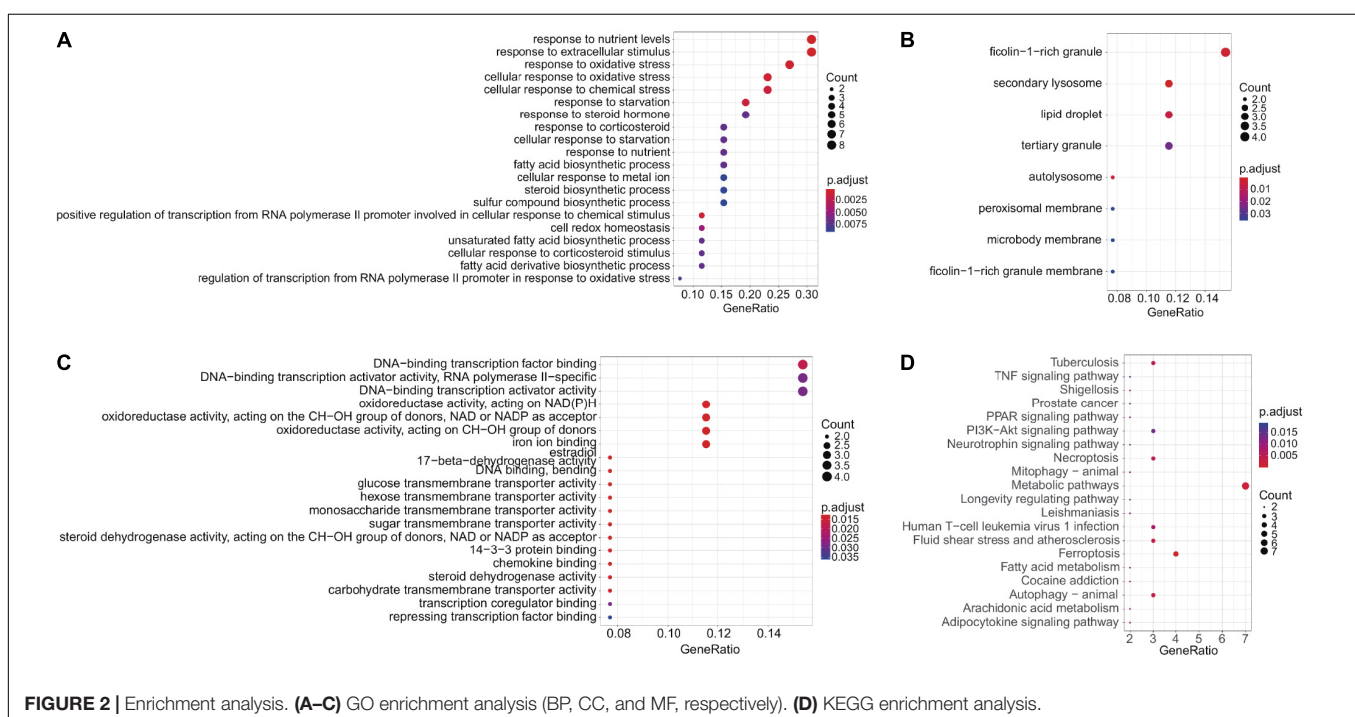 A
response to nutrient levels
response to extracellular stimulus
response to oxidative stress
cellular response to oxidative stress
cellular response to chemical stress
response to starvation
response to steroid hormone
response to corticosteroid
cellular response to starvation
response to nutrient
fatty acid biosynthetic process
cellular response to metal ion
steroid biosynthetic process
sulfur compound biosynthetic process
positive regulation of transcription from RNA polymerase II promoter involved in cellular response to chemical stimulus
cell redox homeostasis
unsaturated fatty acid biosynthetic process
cellular response to corticosteroid stimulus
fatty acid derivative biosynthetic process
regulation of transcription from RNA polymerase II promoter in response to oxidative stress
0.10 0.15 0.20 0.25 0.30
GeneRatio
Count
2
3
4
5
6
7
8
p.adjust
0.0025
0.0050
0.0075
B
ficolin−1−rich granule
secondary lysosome
lipid droplet
tertiary granule
autolysosome
peroxisomal membrane
microbody membrane
ficolin−1−rich granule membrane
0.08 0.10 0.12 0.14
GeneRatio
Count
2.0
2.5
3.0
3.5
4.0
p.adjust
0.01
0.02
0.03
C
DNA−binding transcription factor binding
DNA−binding transcription activator activity, RNA polymerase II−specific
DNA−binding transcription activator activity
oxidoreductase activity, acting on NAD(P)H
oxidoreductase activity, acting on the CH−OH group of donors, NAD or NADP as acceptor
oxidoreductase activity, acting on CH−OH group of donors
iron ion binding
estradiol
17−beta−dehydrogenase activity
DNA binding, bending
glucose transmembrane transporter activity
hexose transmembrane transporter activity
monosaccharide transmembrane transporter activity
sugar transmembrane transporter activity
steroid dehydrogenase activity, acting on the CH−OH group of donors, NAD or NADP as acceptor
14−3−3 protein binding
chemokine binding
steroid dehydrogenase activity
carbohydrate transmembrane transporter activity
transcription coregulator binding
repressing transcription factor binding
0.08 0.10 0.12 0.14
GeneRatio
Count
2.0
2.5
3.0
3.5
4.0
p.adjust
0.015
0.020
0.025
0.030
0.035
D
Tuberculosis
TNF signaling pathway
Shigellosis
Prostate cancer
PPAR signaling pathway
PI3K−Akt signaling pathway
Neurotrophin signaling pathway
Necroptosis
Mitophagy − animal
Metabolic pathways
Longevity regulating pathway
Leishmaniasis
Human T−cell leukemia virus 1 infection
Fluid shear stress and atherosclerosis
Ferroptosis
Fatty acid metabolism
Cocaine addiction
Autophagy − animal
Arachidonic acid metabolism
Adipocytokine signaling pathway
2 3 4 5 6 7
GeneRatio
p.adjust
0.015
0.010
0.005
Count
2
3
4
5
6
7
FIGURE 2 | Enrichment analysis. (A–C) GO enrichment analysis (BP, CC, and MF, respectively). (D) KEGG enrichment analysis.